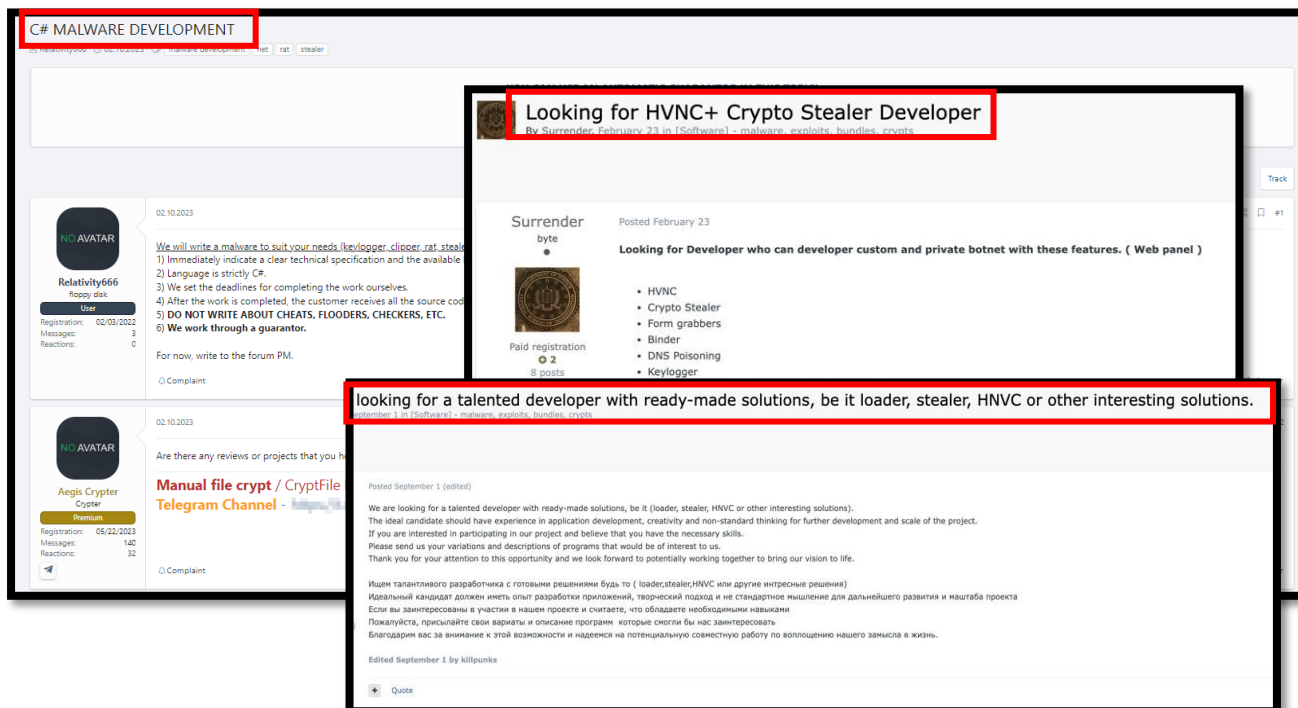 C# MALWARE DEVELOPMENT
Relativity666 02.10.2023 malware development net rat stealer
Track
NO AVATAR
Relativity666
floppy disk
User
Registration: 02/03/2022
Messages: 3
Reactions: 0
02.10.2023
#1
We will write a malware to suit your needs (keylogger, clipper, rat, steale
1) Immediately indicate a clear technical specification and the available
2) Language is strictly C#.
3) We set the deadlines for completing the work ourselves.
4) After the work is completed, the customer receives all the source cod
5) DO NOT WRITE ABOUT CHEATS, FLOODERS, CHECKERS, ETC.
6) We work through a guarantor.
For now, write to the forum PM.
Complaint
NO AVATAR
Aegis Crypter
Crypter
Premium
Registration: 05/22/2023
Messages: 140
Reactions: 32
02.10.2023
Are there any reviews or projects that you h
Manual file crypt / CryptFile
Telegram Channel -
Complaint
Looking for HVNC+ Crypto Stealer Developer
By Surrender, February 23 in [Software] - malware, exploits, bundles, crypts
Surrender
byte
Paid registration
2
8 posts
Posted February 23
Looking for Developer who can developer custom and private botnet with these features. ( Web panel )
• HVNC
• Crypto Stealer
• Form grabbers
• Binder
• DNS Poisoning
• Keylogger
looking for a talented developer with ready-made solutions, be it loader, stealer, HNVC or other interesting solutions.
eptember 1 in [Software] - malware, exploits, bundles, crypts
Posted September 1 (edited)
We are looking for a talented developer with ready-made solutions, be it (loader, stealer, HNVC or other interesting solutions).
The ideal candidate should have experience in application development, creativity and non-standard thinking for further development and scale of the project.
If you are interested in participating in our project and believe that you have the necessary skills.
Please send us your variations and descriptions of programs that would be of interest to us.
Thank you for your attention to this opportunity and we look forward to potentially working together to bring our vision to life.
Ищем талантливого разработчика с готовыми решениями будь то ( loader,stealer,HNVC или другие интресные решения)
Идеальный кандидат должен иметь опыт разработки приложений, творческий подход и не стандартное мышление для дальнейшего развития и маштаба проекта
Если вы заинтересованы в участии в нашем проекте и считаете, что обладаете необходимыми навыками
Пожалуйста, присылайте свои вариаты и описание программ которые смогли бы нас заинтересовать
Благодарим вас за внимание к этой возможности и надеемся на потенциальную совместную работу по воплощению нашего замысла в жизнь.
Edited September 1 by killpunks
+ Quote